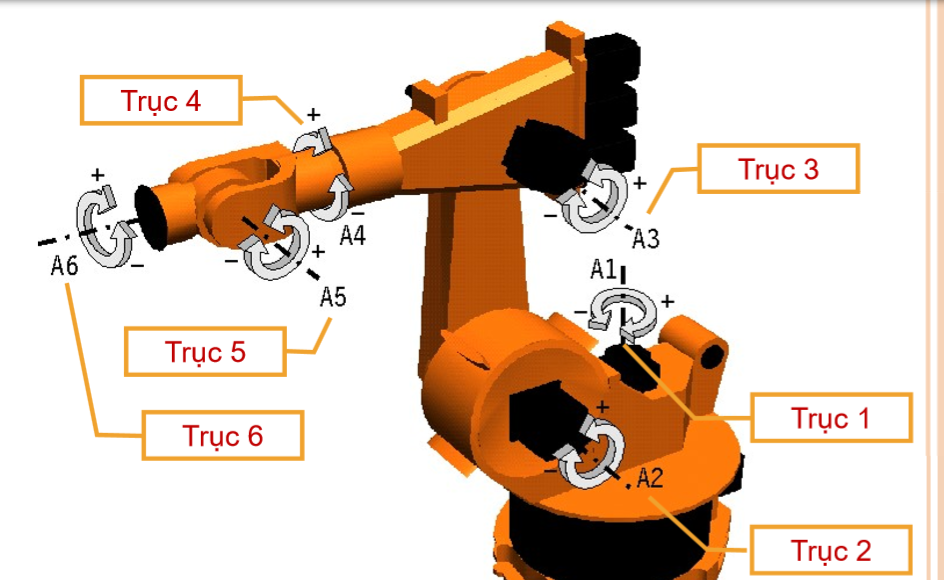 Trục 4
+
Trục 3
+
+
-
-
A4
A3
A6
-
-
+
A1
A5
-
+
Trục 5
Trục 6
+
Trục 1
-
A2
Trục 2